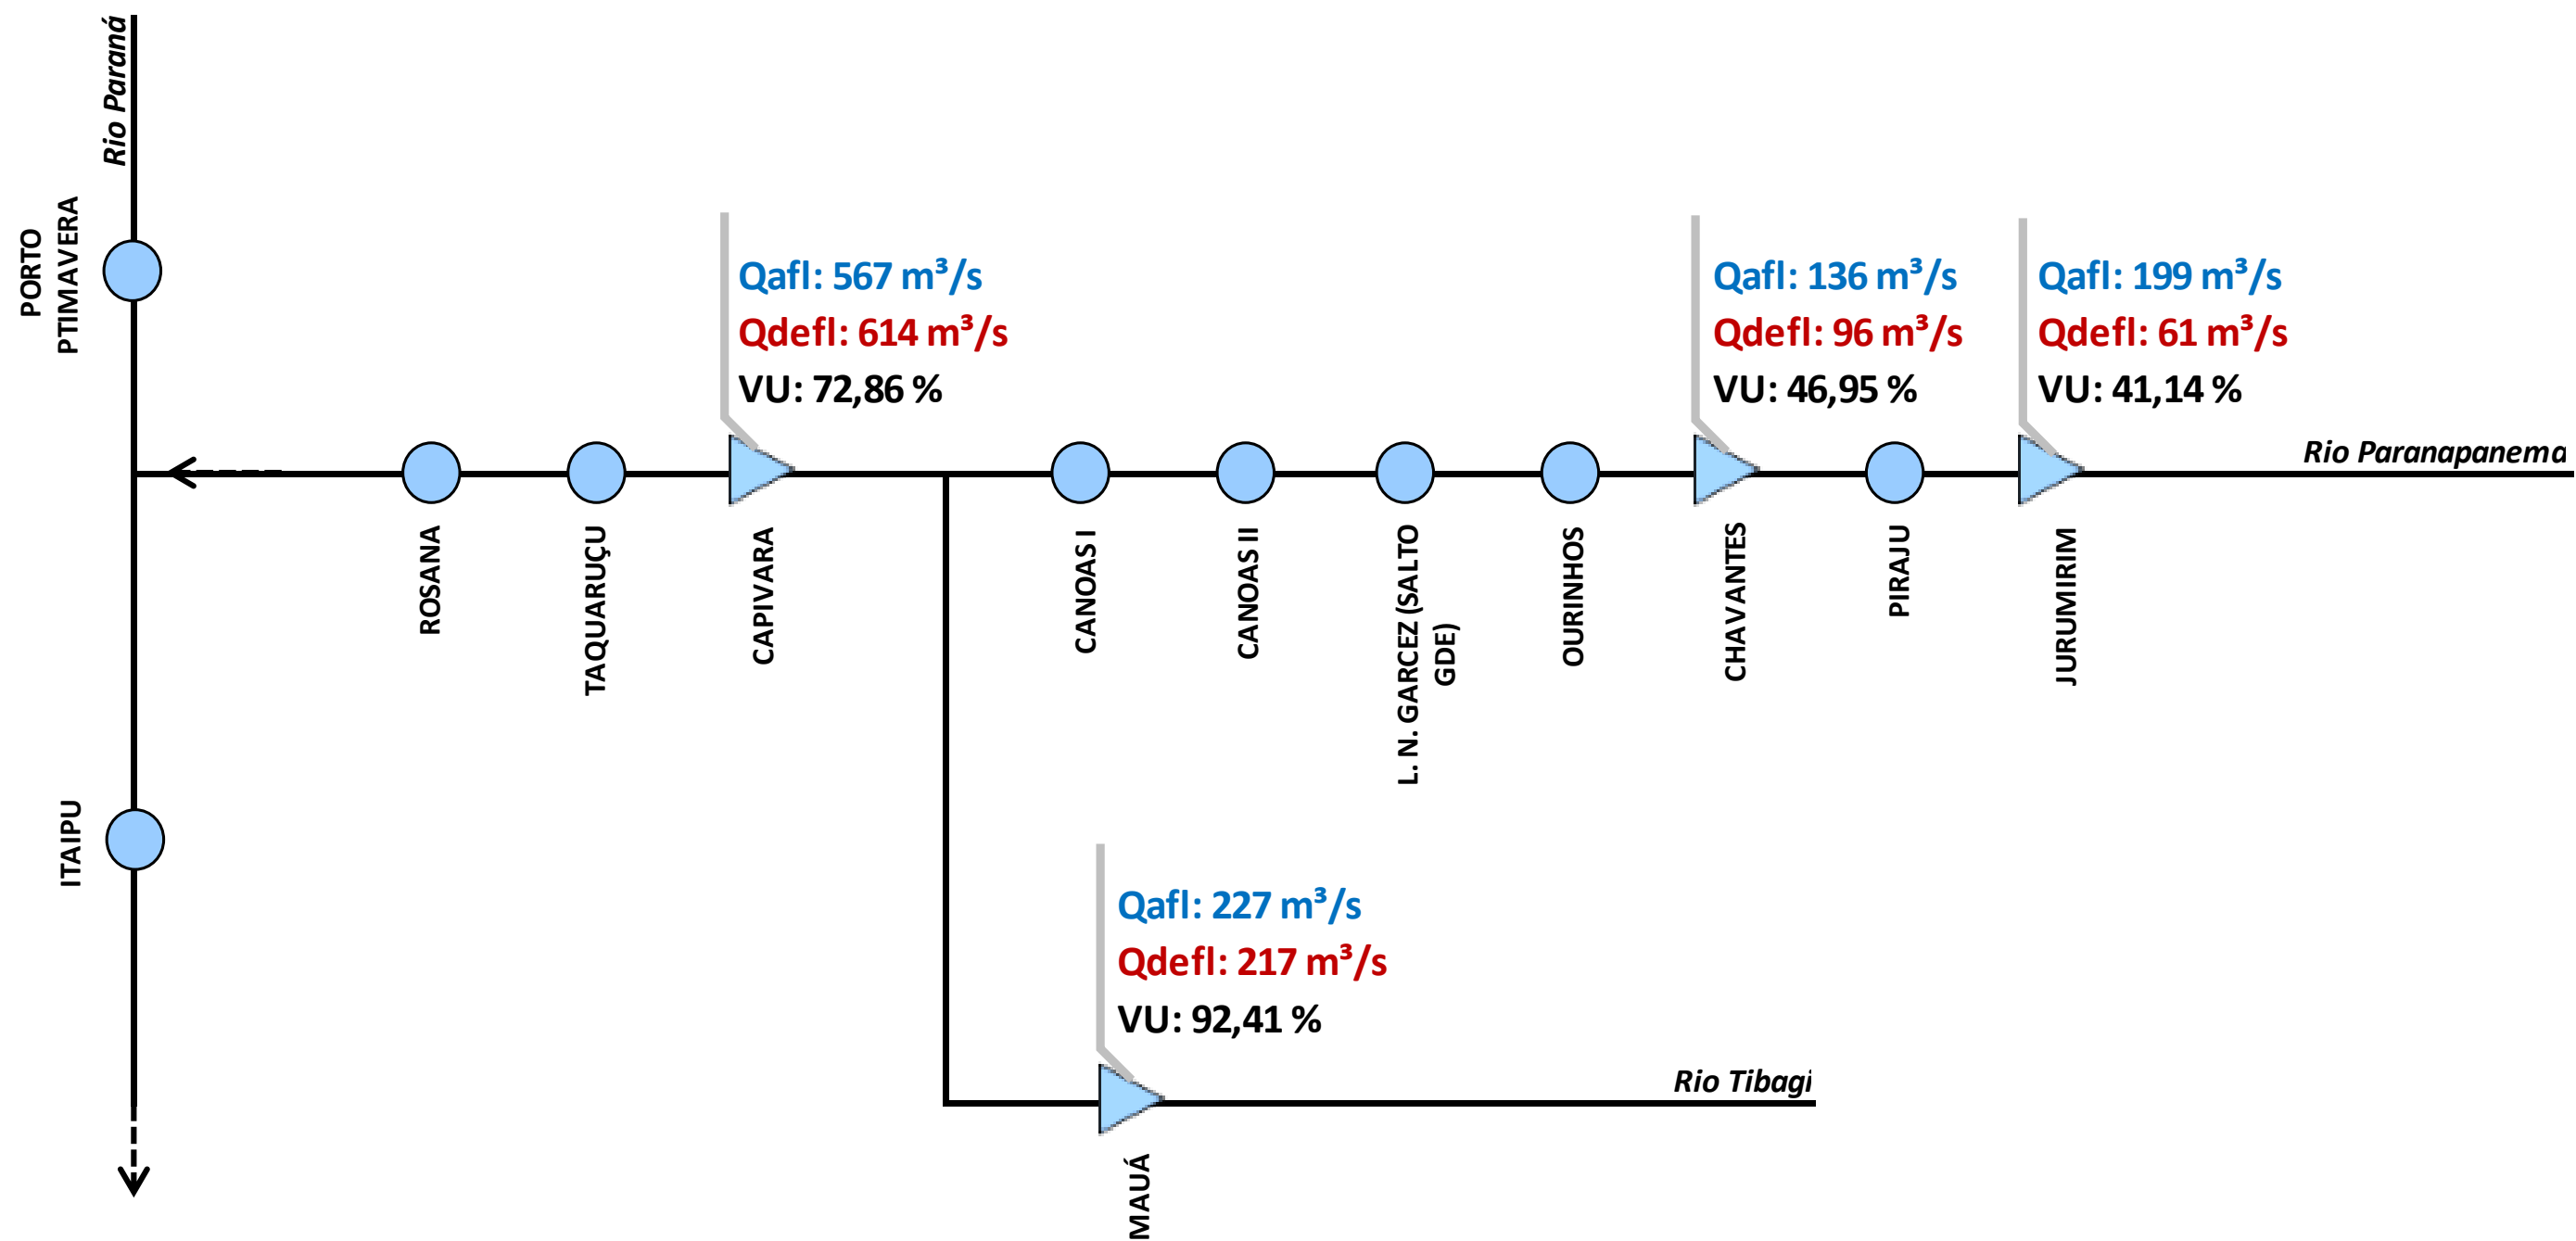 Rio Paraná
PORTO
PTIMAVERA
Qafl: 567 m³/s
Qdefl: 614 m³/s
VU: 72,86 %
Qafl: 136 m³/s
Qdefl: 96 m³/s
VU: 46,95 %
Qafl: 199 m³/s
Qdefl: 61 m³/s
VU: 41,14 %
Rio Paranapanema
ROSANA
TAQUARUÇU
CAPIVARA
CANOAS I
CANOAS II
L. N. GARCEZ (SALTO
GDE)
OURINHOS
CHAVANTES
PIRAJU
JURUMIRIM
ITAIPU
Qafl: 227 m³/s
Qdefl: 217 m³/s
VU: 92,41 %
Rio Tibagi
MAUÁ